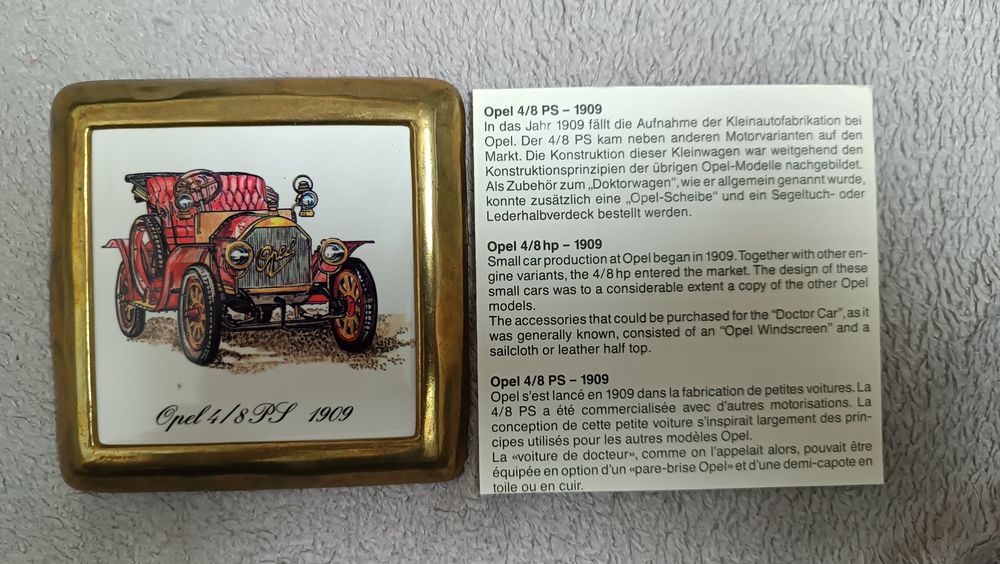 Opel
Opel 4/8 PS 1909
Opel 4/8 PS – 1909
In das Jahr 1909 fällt die Aufnahme der Kleinautofabrikation bei
Opel. Der 4/8 PS kam neben anderen Motorvarianten auf den
Markt. Die Konstruktion dieser Kleinwagen war weitgehend den
Konstruktionsprinzipien der übrigen Opel-Modelle nachgebildet.
Als Zubehör zum „Doktorwagen“, wie er allgemein genannt wurde,
konnte zusätzlich eine „Opel-Scheibe“ und ein Segeltuch- oder
Lederhalbverdeck bestellt werden.
Opel 4/8 hp – 1909
Small car production at Opel began in 1909. Together with other en-
gine variants, the 4/8 hp entered the market. The design of these
small cars was to a considerable extent a copy of the other Opel
models.
The accessories that could be purchased for the “Doctor Car”, as it
was generally known, consisted of an “Opel Windscreen” and a
sailcloth or leather half top.
Opel 4/8 PS – 1909
Opel s'est lancé en 1909 dans la fabrication de petites voitures. La
4/8 PS a été commercialisée avec d'autres motorisations. La
conception de cette petite voiture s'inspirait largement des prin-
cipes utilisés pour les autres modèles Opel.
La «voiture de docteur», comme on l'appelait alors, pouvait être
équipée en option d'un «pare-brise Opel» et d'une demi-capote en
toile ou en cuir.